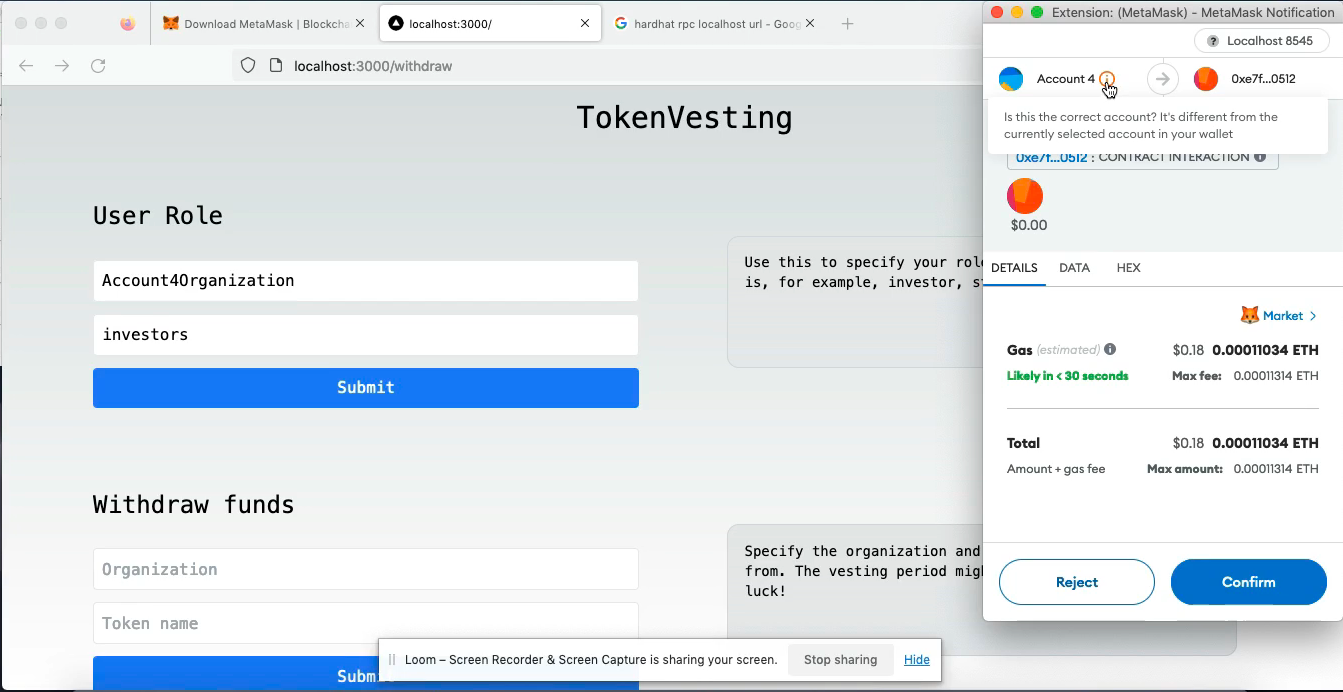 Download MetaMask | Blockcha
localhost:3000/
hardhat rpc localhost url - Goog
Extension: (MetaMask) - MetaMask Notification
localhost:3000/withdraw
TokenVesting
User Role
Account4Organization
investors
Submit
Use this to specify your role
is, for example, investor, s
Withdraw funds
Organization
Token name
Subm
Specify the organization and
from. The vesting period mig
luck!
Loom – Screen Recorder & Screen Capture is sharing your screen.
Stop sharing
Hide
Localhost 8545
Account 4
0xe7f...0512
Is this the correct account? It's different from the
currently selected account in your wallet
0xe7f...0512 : CONTRACT INTERACTION
$0.00
DETAILS DATA HEX
Market >
Gas (estimated) $0.18 0.00011034 ETH
Likely in < 30 seconds Max fee: 0.00011314 ETH
Total $0.18 0.00011034 ETH
Amount + gas fee Max amount: 0.00011314 ETH
Reject
Confirm